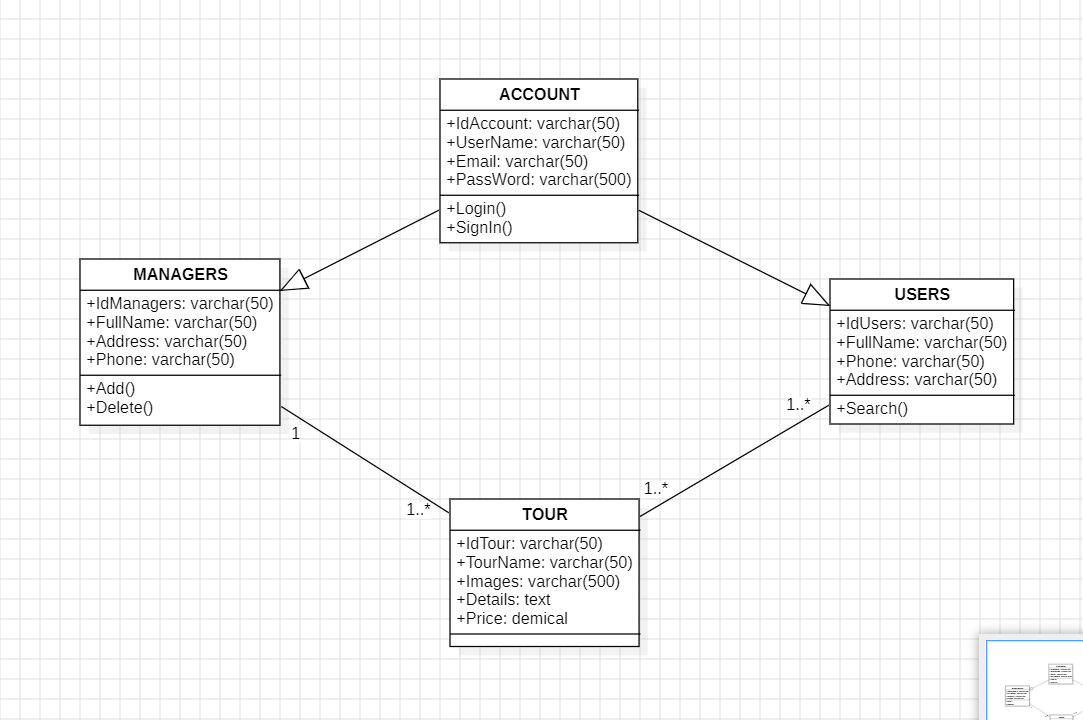 ACCOUNT
+IdAccount: varchar(50)
+UserName: varchar(50)
+Email: varchar(50)
+PassWord: varchar(500)
+Login()
+SignIn()
MANAGERS
+IdManagers: varchar(50)
+FullName: varchar(50)
+Address: varchar(50)
+Phone: varchar(50)
+Add()
+Delete()
USERS
+IdUsers: varchar(50)
+FullName: varchar(50)
+Phone: varchar(50)
+Address: varchar(50)
+Search()
1
1..*
1..*
1..*
TOUR
+IdTour: varchar(50)
+TourName: varchar(50)
+Images: varchar(500)
+Details: text
+Price: demical